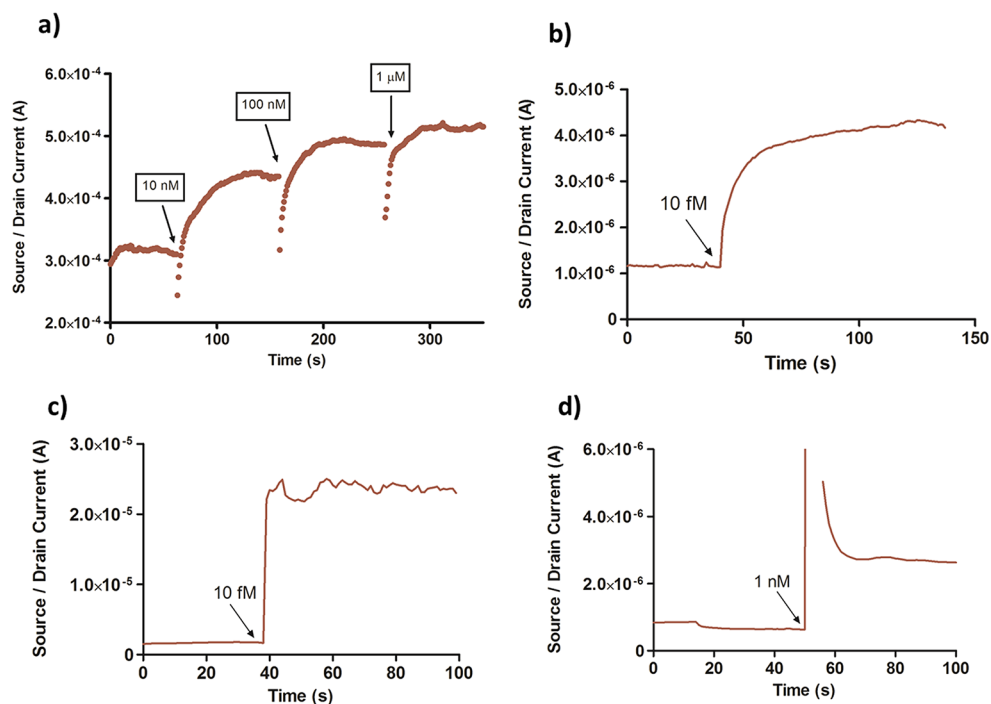 a)
Source / Drain Current (A)
6.0×10-4
5.0×10-4
4.0×10-4
3.0×10-4
2.0×10-4
10 nM
100 nM
1 µM
0
100
200
300
Time (s)
b)
Source / Drain Current (A)
5.0×10-6
4.0×10-6
3.0×10-6
2.0×10-6
1.0×10-6
0
10 fM
0
50
100
150
Time (s)
c)
Source / Drain Current (A)
3.0×10-5
2.0×10-5
1.0×10-5
0
10 fM
0
20
40
60
80
100
Time (s)
d)
Source / Drain Current (A)
6.0×10-6
4.0×10-6
2.0×10-6
0
1 nM
0
20
40
60
80
100
Time (s)